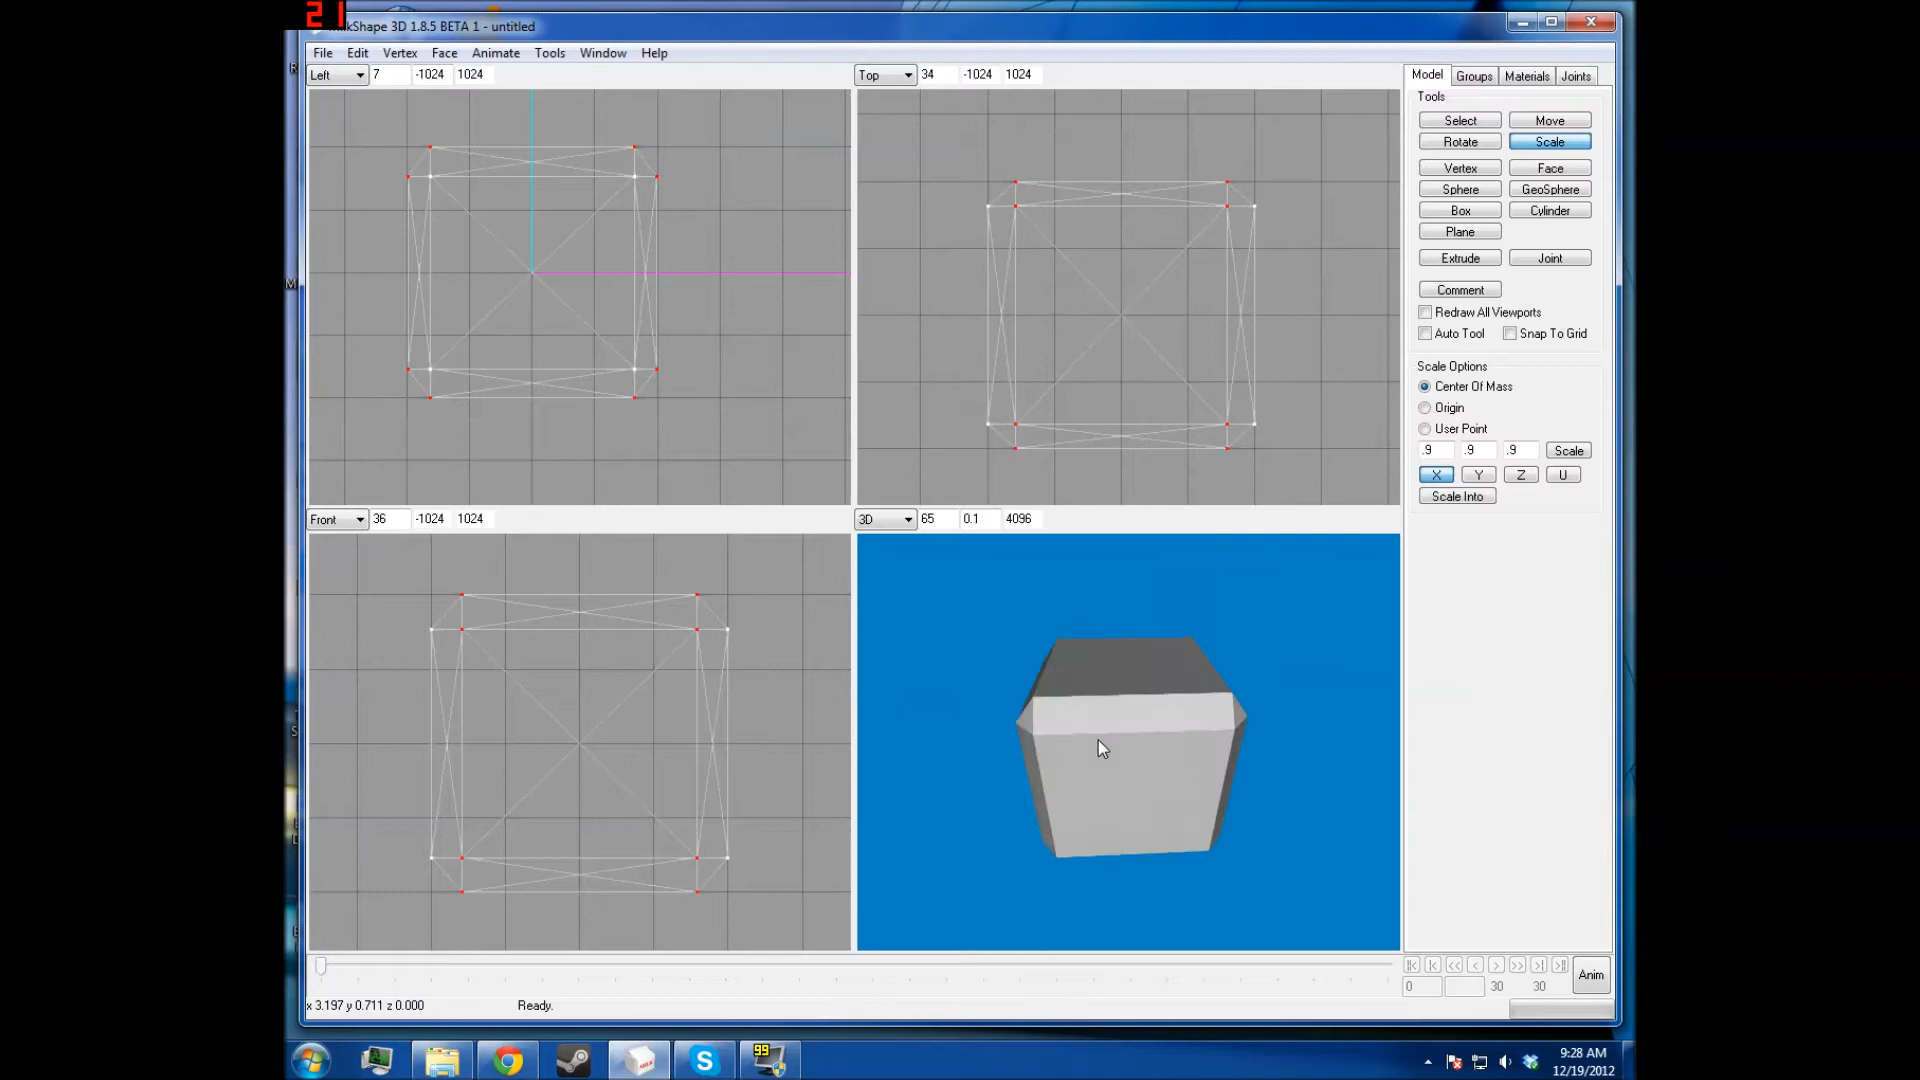 21
MilkShape 3D 1.8.5 BETA 1 - untitled
File Edit Vertex Face Animate Tools Window Help
Left 7 -1024 1024
Top 34 -1024 1024
Front 36 -1024 1024
3D 65 0.1 4096
Model Groups Materials Joints
Tools
Select Move
Rotate Scale
Vertex Face
Sphere GeoSphere
Box Cylinder
Plane
Extrude Joint
Comment
Redraw All Viewports
Auto Tool Snap To Grid
Scale Options
Center Of Mass
Origin
User Point
.9 .9 .9 Scale
X Y Z U
Scale Into
Anim
0 30 30
x 3.197 y 0.711 z 0.000 Ready.
99
9:28 AM
12/19/2012